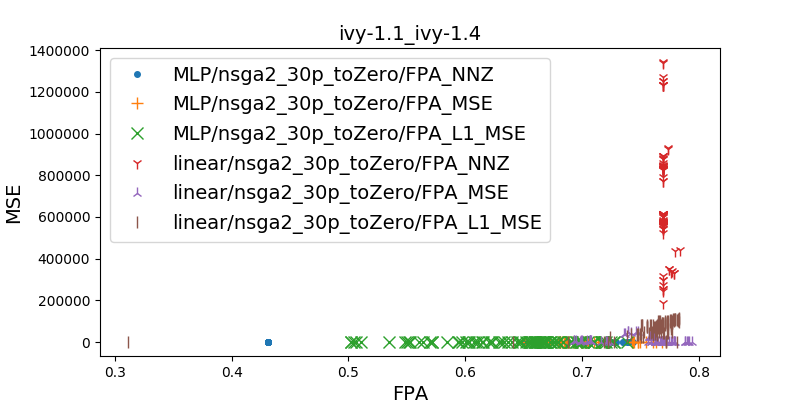 ivy-1.1_ivy-1.4
1400000
1200000
1000000
800000
600000
400000
200000
0
MSE
MLP/nsga2_30p_toZero/FPA_NNZ
MLP/nsga2_30p_toZero/FPA_MSE
MLP/nsga2_30p_toZero/FPA_L1_MSE
linear/nsga2_30p_toZero/FPA_NNZ
linear/nsga2_30p_toZero/FPA_MSE
linear/nsga2_30p_toZero/FPA_L1_MSE
0.3 0.4 0.5 0.6 0.7 0.8
FPA